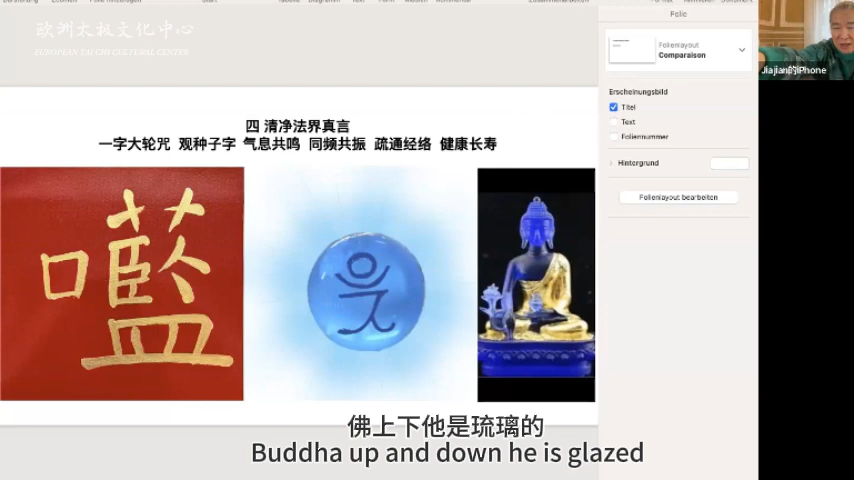 欧洲太极文化中心
EUROPEAN TAI CHI CULTURAL CENTER
Folie
Folienlayout
Comparaison
Erscheinungsbild
Titel
Text
Foliennummer
Hintergrund
Folienlayout bearbeiten
Jiajian的iPhone
四 清净法界真言
一字大轮咒 观种子字 气息共鸣 同频共振 疏通经络 健康长寿
嚂
佛上下他是琉璃的
Buddha up and down he is glazed